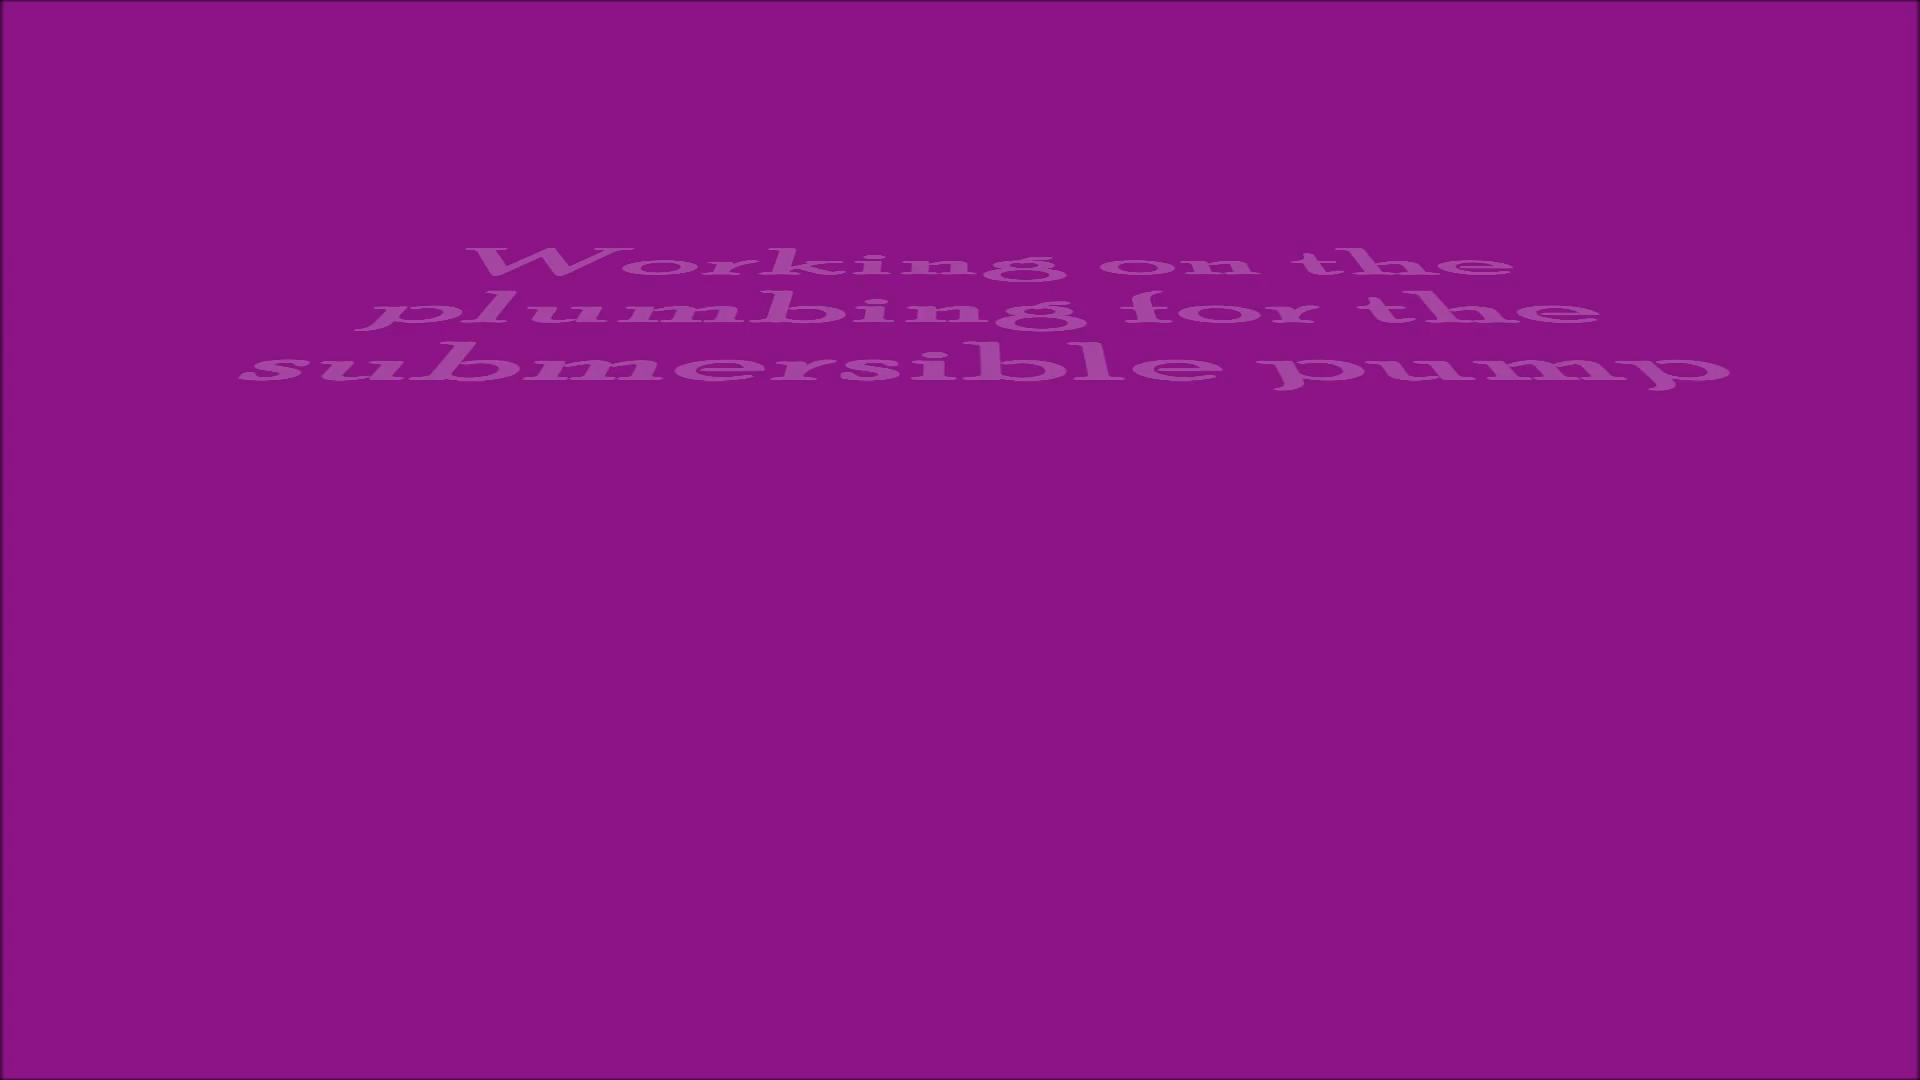 Working on the
plumbing for the
submersible pump